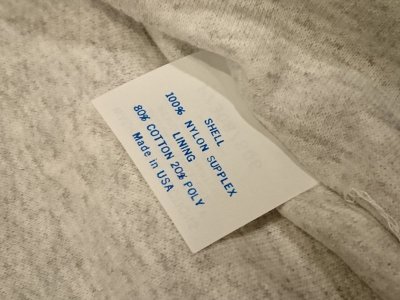 SHELL
100% NYLON SUPPLEX
LINING
80% COTTON 20% POLY
Made in USA